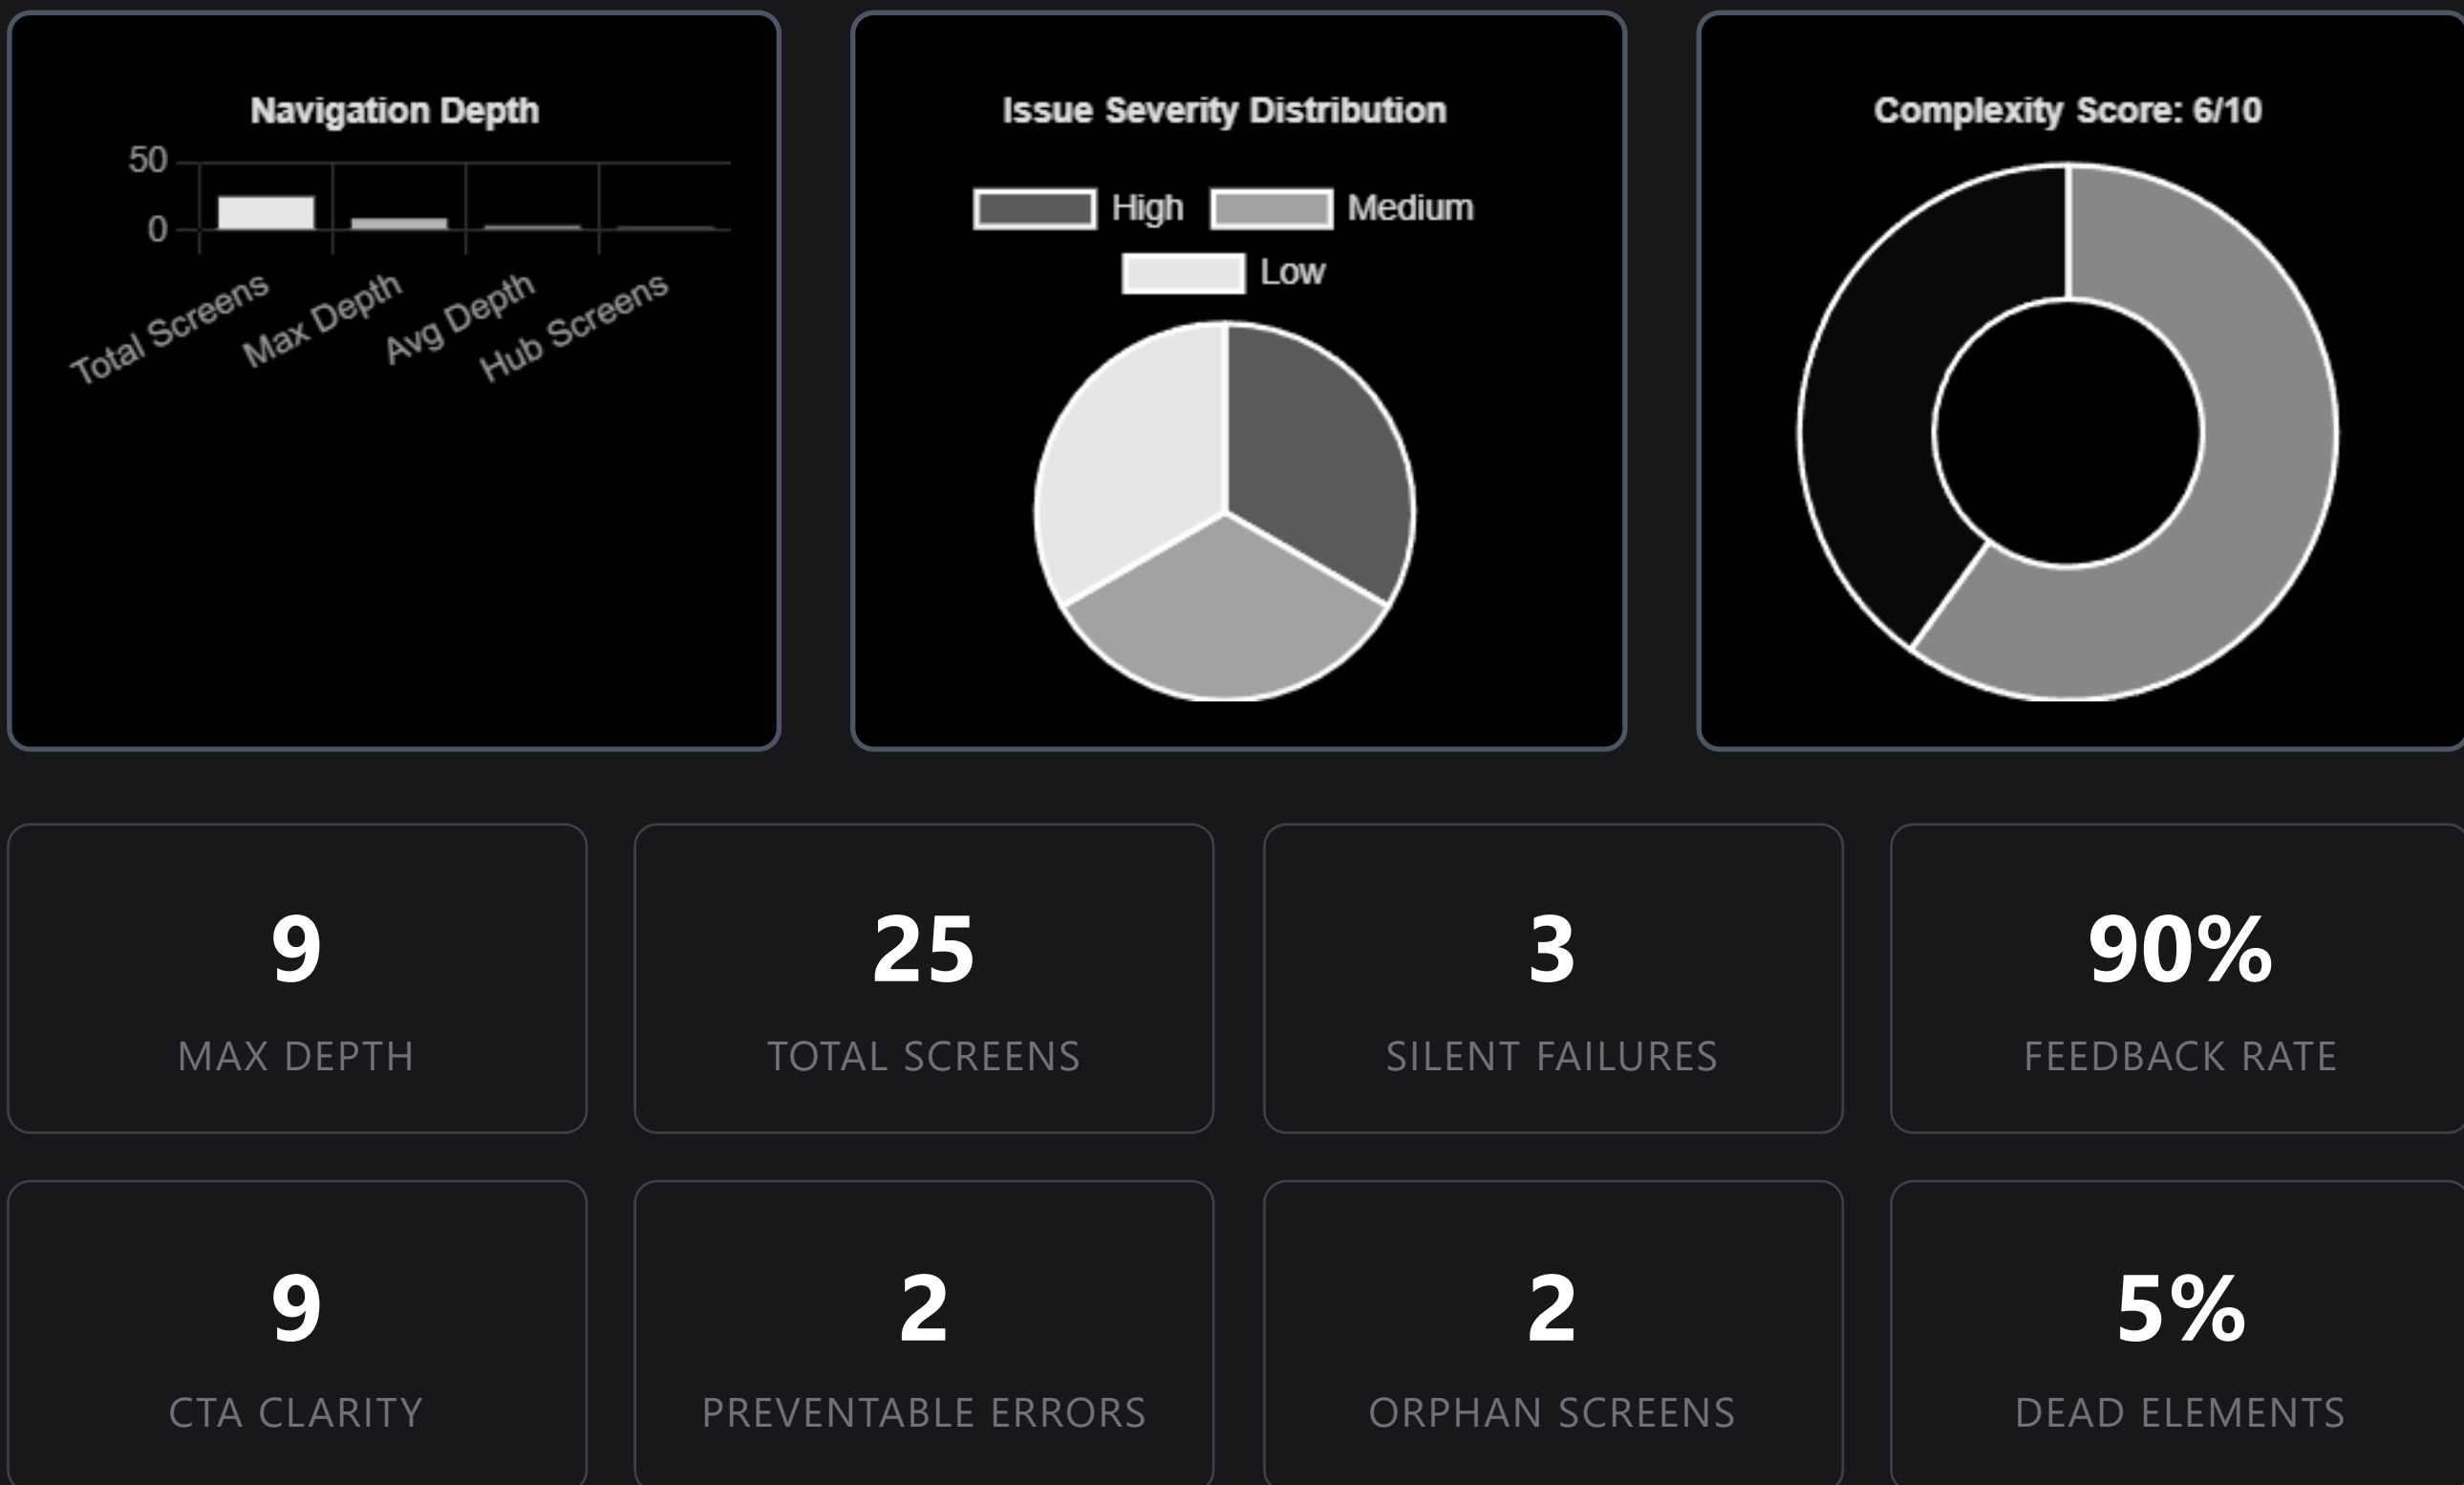 Navigation Depth
50
0
Total Screens
Max Depth
Avg Depth
Hub Screens
Issue Severity Distribution
High
Medium
Low
Complexity Score: 6/10
9
MAX DEPTH
25
TOTAL SCREENS
3
SILENT FAILURES
90%
FEEDBACK RATE
9
CTA CLARITY
2
PREVENTABLE ERRORS
2
ORPHAN SCREENS
5%
DEAD ELEMENTS